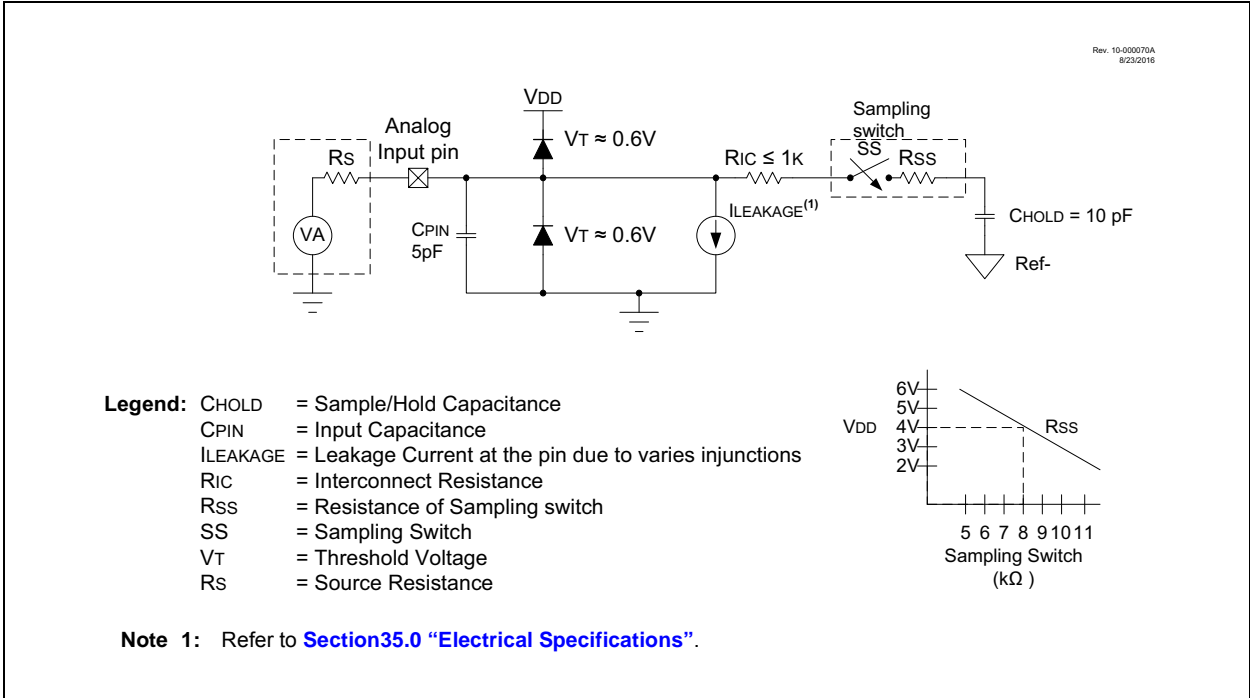 Rev. 10-000070A
8/23/2016
VDD
Sampling
switch
SS
Analog
Input pin
VT ≈ 0.6V
RIC ≤ 1K
RSS
RS
ILEAKAGE(1)
CHOLD = 10 pF
VA
CPIN
5pF
VT ≈ 0.6V
Ref-
Legend: CHOLD = Sample/Hold Capacitance
CPIN = Input Capacitance
ILEAKAGE = Leakage Current at the pin due to varies injunctions
RIC = Interconnect Resistance
RSS = Resistance of Sampling switch
SS = Sampling Switch
VT = Threshold Voltage
RS = Source Resistance
6V
5V
VDD 4V RSS
3V
2V
5 6 7 8 9 10 11
Sampling Switch
(kΩ )
Note 1: Refer to Section35.0 “Electrical Specifications”.